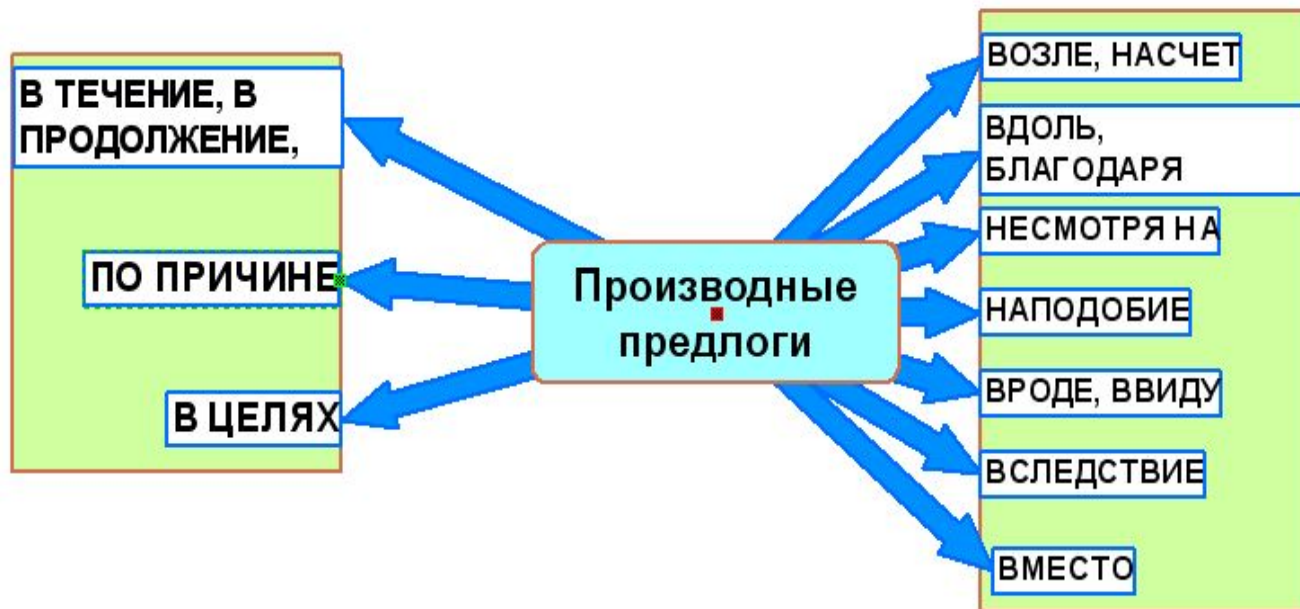 В ТЕЧЕНИЕ, В
ПРОДОЛЖЕНИЕ,
ПО ПРИЧИНЕ
В ЦЕЛЯХ
Производные
предлоги
ВОЗЛЕ, НАСЧЕТ
ВДОЛЬ,
БЛАГОДАРЯ
НЕСМОТРЯ НА
НАПОДОБИЕ
ВРОДЕ, ВВИДУ
ВСЛЕДСТВИЕ
ВМЕСТО